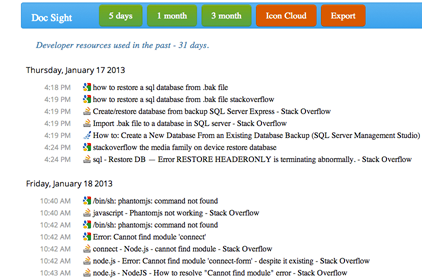 Doc Sight
5 days
1 month
3 month
Icon Cloud
Export
Developer resources used in the past - 31 days.
Thursday, January 17 2013
4:18 PM how to restore a sql database from .bak file
4:19 PM how to restore a sql database from .bak file stackoverflow
4:19 PM Create/restore database from backup SQL Server Express - Stack Overflow
4:19 PM Import .bak file to a database in SQL server - Stack Overflow
4:19 PM How to: Create a New Database From an Existing Database Backup (SQL Server Management Studio)
4:24 PM stackoverflow the media family on device restore database
4:24 PM sql - Restore DB — Error RESTORE HEADERONLY is terminating abnormally. - Stack Overflow
Friday, January 18 2013
10:40 AM /bin/sh: phantomjs: command not found
10:40 AM javascript - Phantomjs not working - Stack Overflow
10:42 AM /bin/sh: phantomjs: command not found
10:42 AM Error: Cannot find module 'connect'
10:42 AM connect - Node.js - cannot find module - Stack Overflow
10:42 AM node.js - Error: Cannot find module 'connect-form' - despite it existing - Stack Overflow
10:43 AM node.js - NodeJS - How to resolve "Cannot find module" error - Stack Overflow